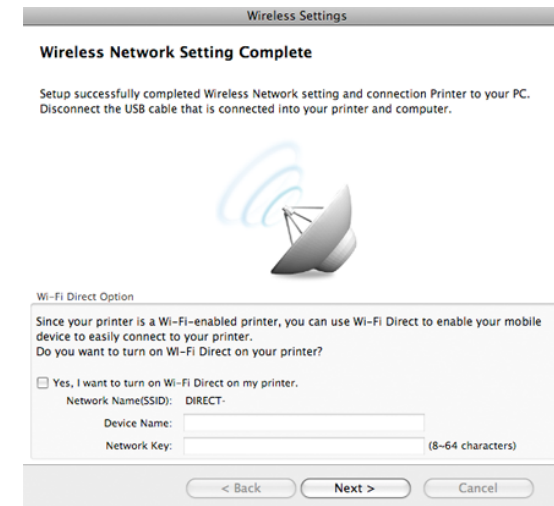 Wireless Settings
Wireless Network Setting Complete
Setup successfully completed Wireless Network setting and connection Printer to your PC.
Disconnect the USB cable that is connected into your printer and computer.
Wi-Fi Direct Option
Since your printer is a Wi-Fi-enabled printer, you can use Wi-Fi Direct to enable your mobile
device to easily connect to your printer.
Do you want to turn on WI-Fi Direct on your printer?
Yes, I want to turn on Wi-Fi Direct on my printer.
Network Name(SSID): DIRECT-
Device Name:
Network Key: (8~64 characters)
< Back Next > Cancel